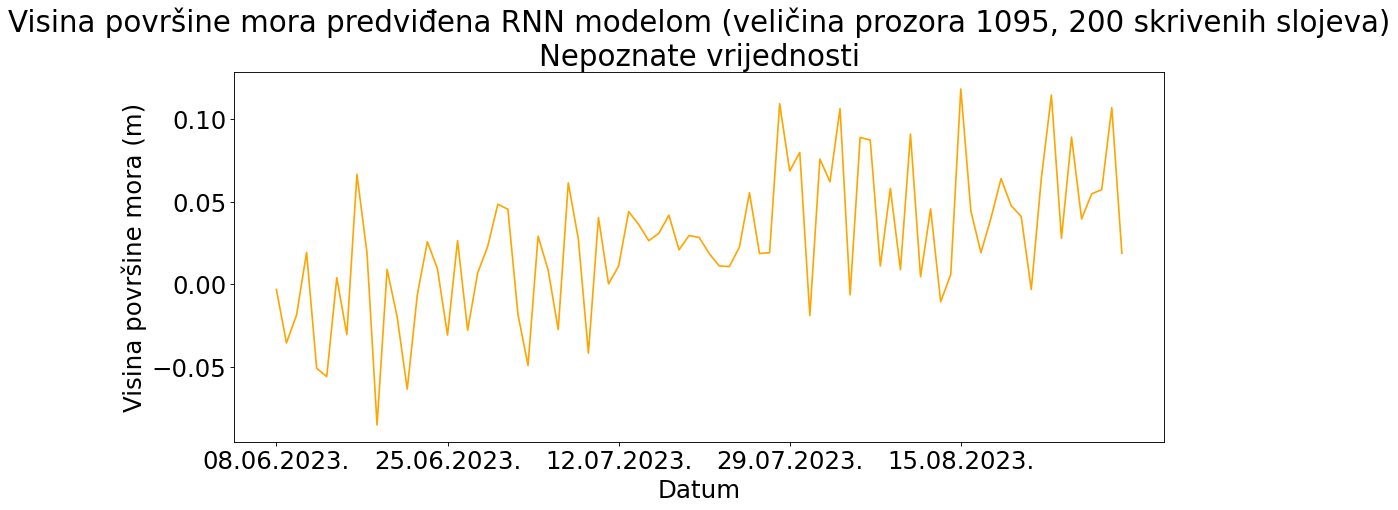 Visina površine mora predviđena RNN modelom (veličina prozora 1095, 200 skrivenih slojeva)
Nepoznate vrijednosti
Visina površine mora (m)
0.10
0.05
0.00
−0.05
08.06.2023. 25.06.2023. 12.07.2023. 29.07.2023. 15.08.2023.
Datum